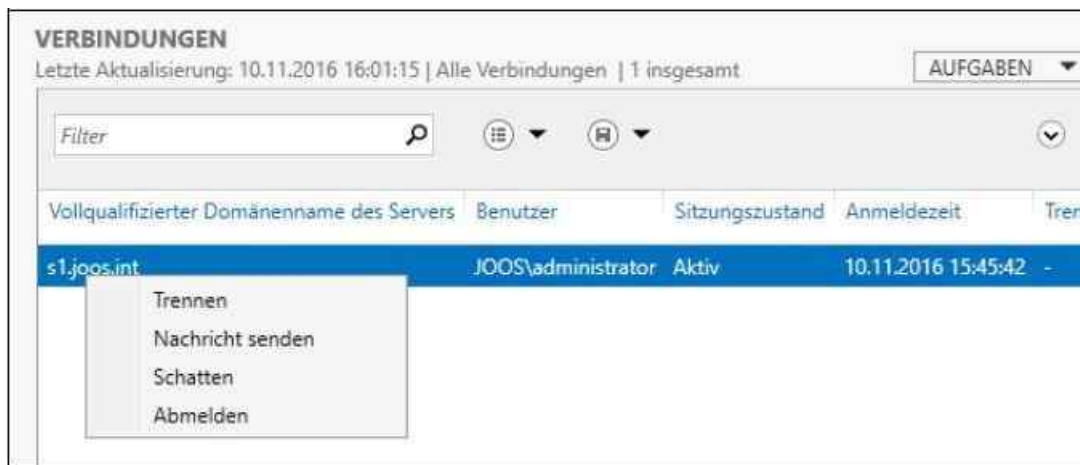 VERBINDUNGEN
Letzte Aktualisierung: 10.11.2016 16:01:15 | Alle Verbindungen | 1 insgesamt
AUFGABEN
Filter
Vollqualifizierter Domänenname des Servers Benutzer Sitzungszustand Anmeldezeit Tren
s1.joos.int JOOS\administrator Aktiv 10.11.2016 15:45:42 -
Trennen
Nachricht senden
Schatten
Abmelden